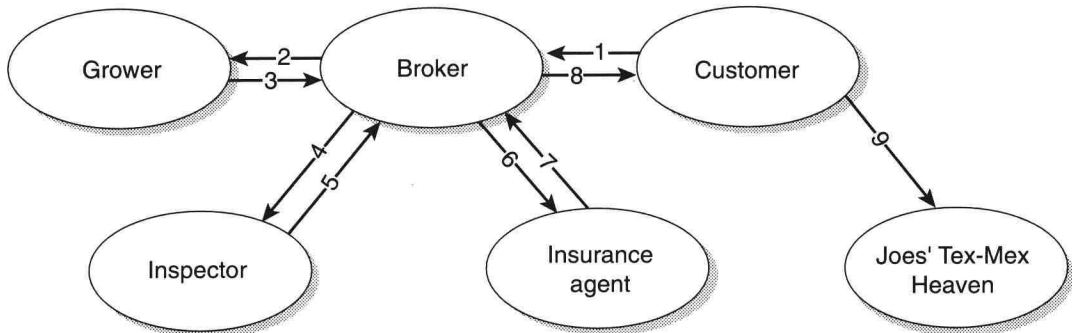 Grower
2
3
Broker
1
8
Customer
4
5
6
7
9
Inspector
Insurance
agent
Joes' Tex-Mex
Heaven